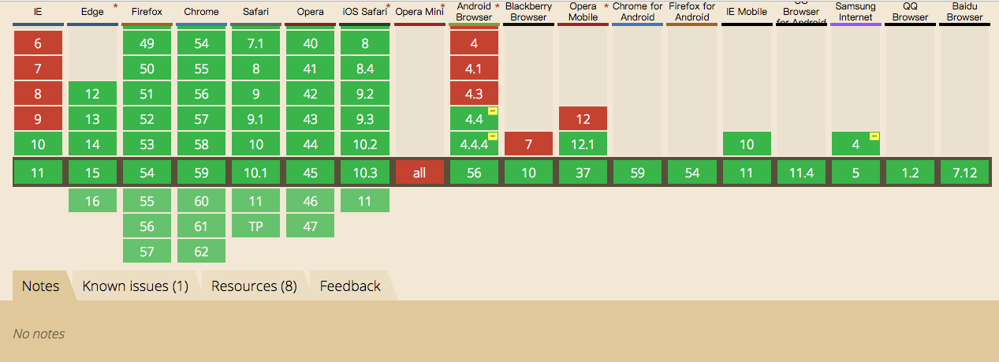 IE Edge * Firefox Chrome Safari Opera iOS Safari * Opera Mini * Android Browser * Blackberry Browser Opera Mobile * Chrome for Android Firefox for Android IE Mobile Browser for Android Samsung Internet QQ Browser Baidu Browser
6 49 54 7.1 40 8 4
7 50 55 8 41 8.4 4.1
8 12 51 56 9 42 9.2 4.3
9 13 52 57 9.1 43 9.3 4.4 12
10 14 53 58 10 44 10.2 4.4.4 7 12.1 10 4
11 15 54 59 10.1 45 10.3 all 56 10 37 59 54 11 11.4 5 1.2 7.12
16 55 60 11 46 11
56 61 TP 47
57 62
Notes Known issues (1) Resources (8) Feedback
No notes